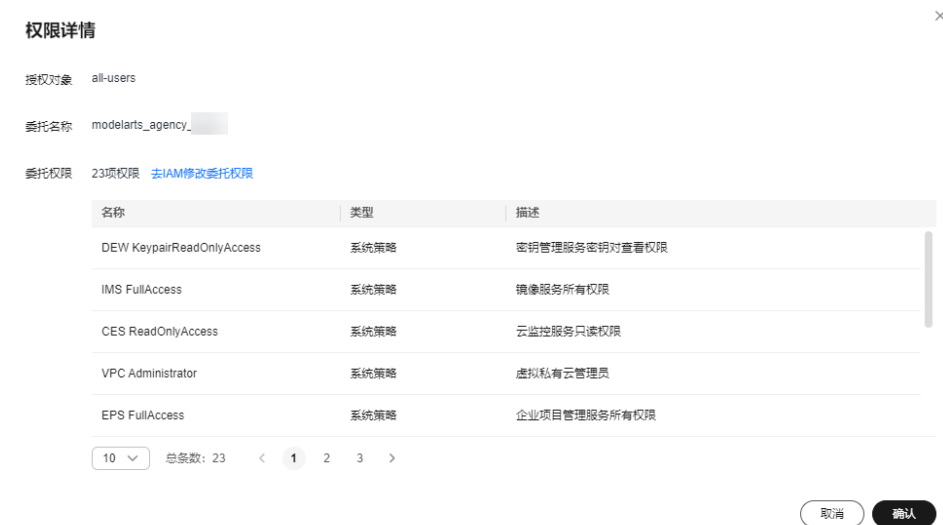 权限详情
授权对象 all-users
委托名称 modelarts_agency_
委托权限 23项权限 去IAM修改委托权限
名称 类型 描述
DEW KeypairReadOnlyAccess 系统策略 密钥管理服务密钥对查看权限
IMS FullAccess 系统策略 镜像服务所有权限
CES ReadOnlyAccess 系统策略 云监控服务只读权限
VPC Administrator 系统策略 虚拟私有云管理员
EPS FullAccess 系统策略 企业项目管理服务所有权限
10 总条数: 23 < 1 2 3 >
取消 确认